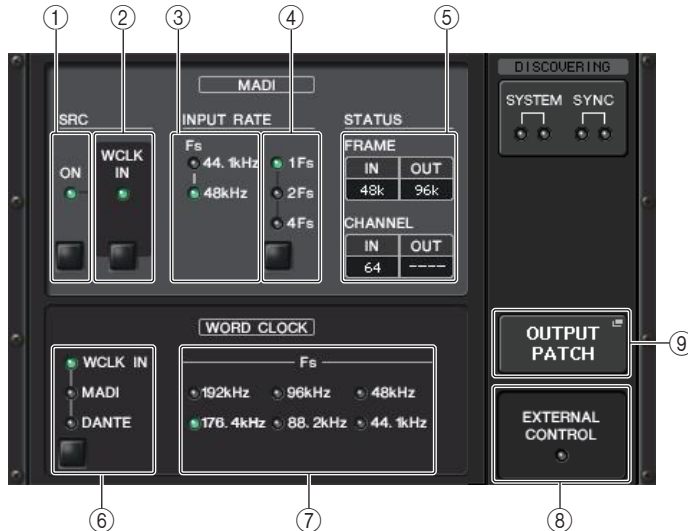 ① ② ③ ④ ⑤
MADI
SRC
ON
WCLK IN
INPUT RATE
Fs
44.1kHz
48kHz
1Fs
2Fs
4Fs
STATUS
FRAME
IN OUT
48k 96k
CHANNEL
IN OUT
64 ----
DISCOVERING
SYSTEM SYNC
WORD CLOCK
WCLK IN
MADI
DANTE
Fs
192kHz 96kHz 48kHz
176.4kHz 88.2kHz 44.1kHz
OUTPUT
PATCH
⑨
EXTERNAL
CONTROL
⑥ ⑦ ⑧